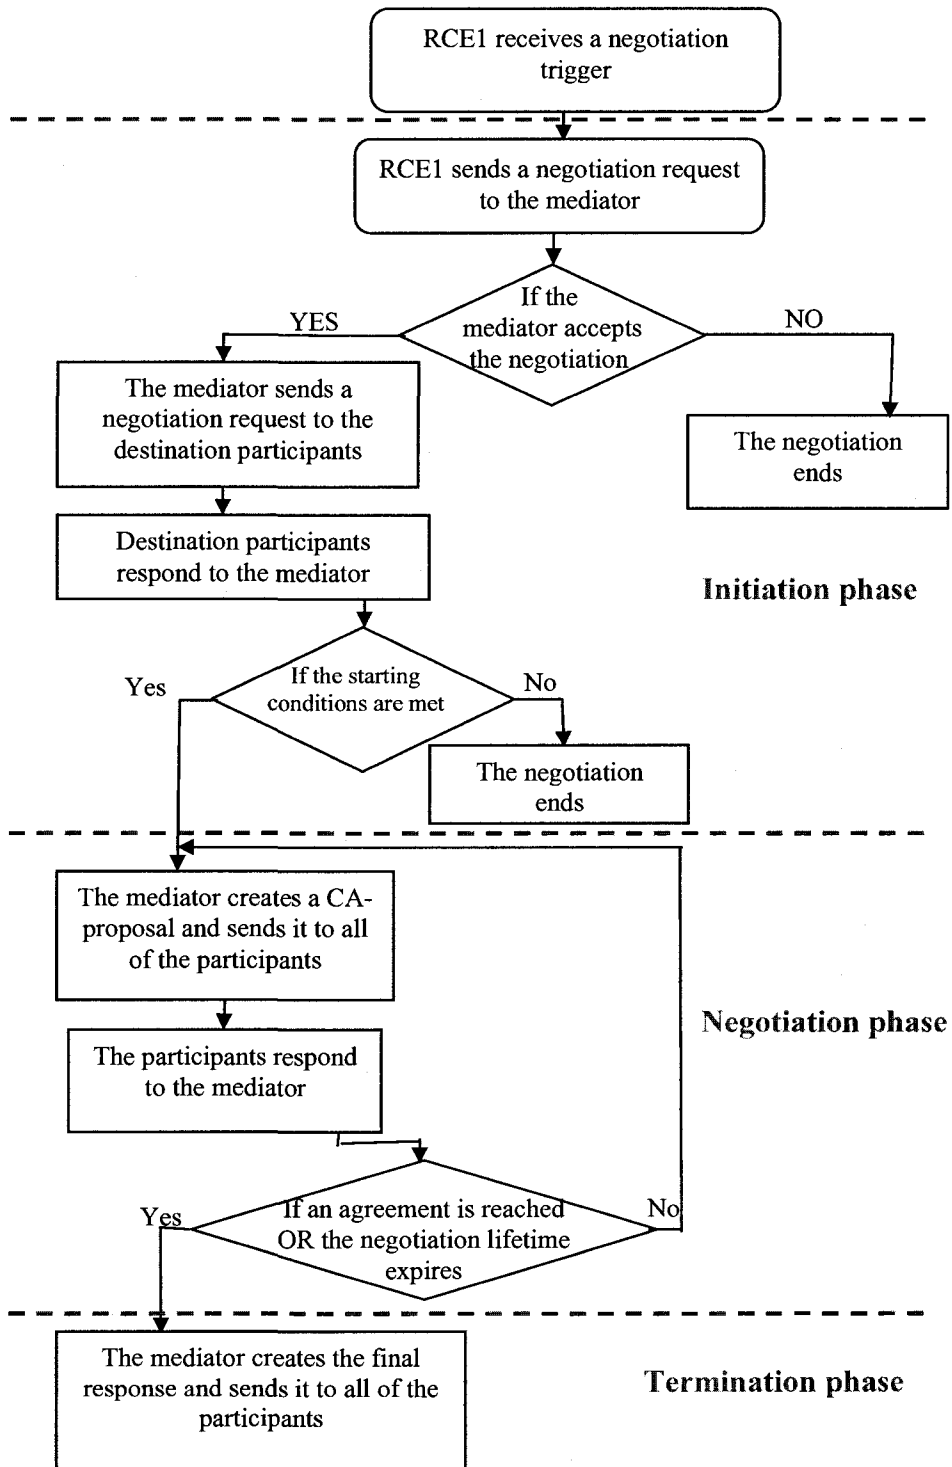 RCE1 receives a negotiation
trigger
RCE1 sends a negotiation request
to the mediator
If the
mediator accepts
the negotiation
YES
NO
The mediator sends a
negotiation request to the
destination participants
The negotiation
ends
Destination participants
respond to the mediator
Initiation phase
If the starting
conditions are met
Yes
No
The negotiation
ends
The mediator creates a CA-
proposal and sends it to all
of the participants
Negotiation phase
The participants respond
to the mediator
If an agreement is reached
OR the negotiation lifetime
expires
Yes
No
The mediator creates the final
response and sends it to all of the
participants
Termination phase